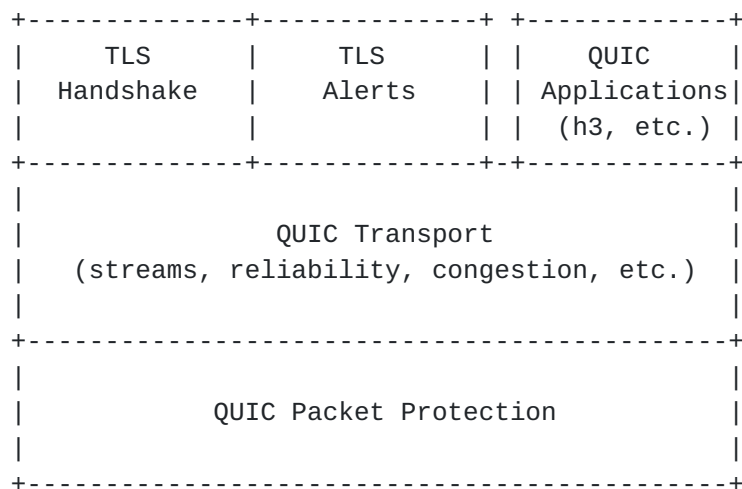 +--------------+--------------+ +-------------+
|     TLS      |     TLS      | |    QUIC     |
|  Handshake   |    Alerts    | | Applications|
|              |              | |  (h3, etc.) |
+--------------+--------------+-+-------------+
|                                             |
|                QUIC Transport               |
|   (streams, reliability, congestion, etc.)  |
|                                             |
+---------------------------------------------+
|                                             |
|            QUIC Packet Protection           |
|                                             |
+---------------------------------------------+